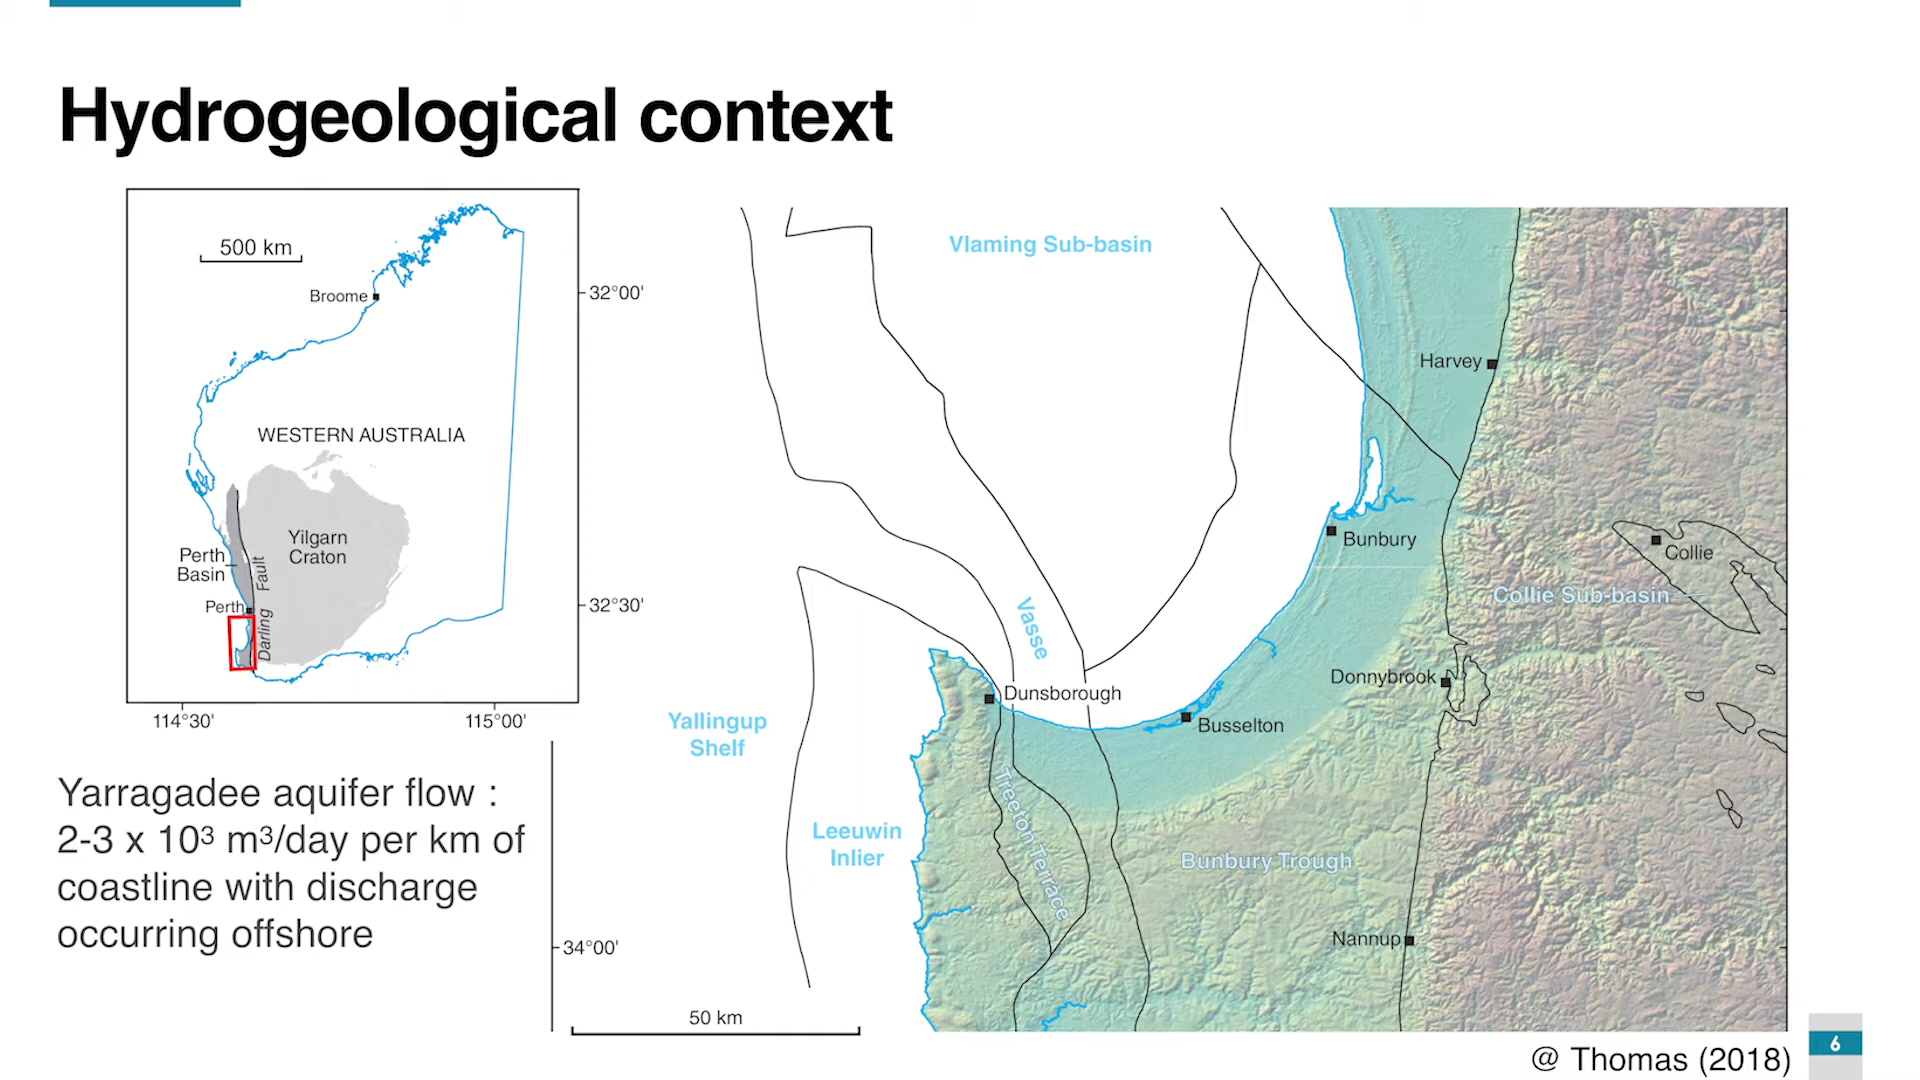 Hydrogeological context
500 km
Broome
WESTERN AUSTRALIA
Yilgarn
Craton
Perth
Basin
Perth
Darling Fault
32°00'
32°30'
114°30'
115°00'
Yarragadee aquifer flow :
2-3 x 10³ m³/day per km of
coastline with discharge
occurring offshore
34°00'
50 km
Vlaming Sub-basin
Harvey
Bunbury
Collie
Collie Sub-basin
Vasse
Donnybrook
Dunsborough
Busselton
Yallingup
Shelf
Treeton Terrace
Leeuwin
Inlier
Bunbury Trough
Nannup
@ Thomas (2018)
6